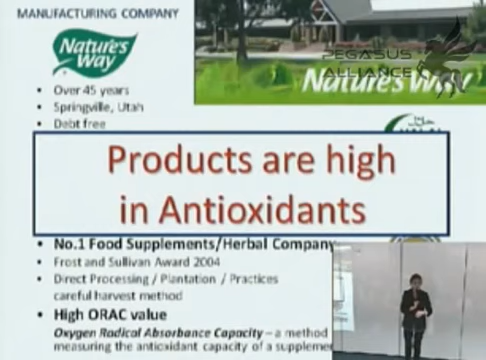 MANUFACTURING COMPANY
Nature's
Way
PEGASUS
ALLIANCE
Nature's Way
• Over 45 years
• Springville, Utah
• Debt free
Products are high
in Antioxidants
• No.1 Food Supplements/Herbal Company
• Frost and Sullivan Award 2004
• Direct Processing / Plantation / Practices
careful harvest method
• High ORAC value
Oxygen Radical Absorbance Capacity – a method
measuring the antioxidant capacity of a supplemen